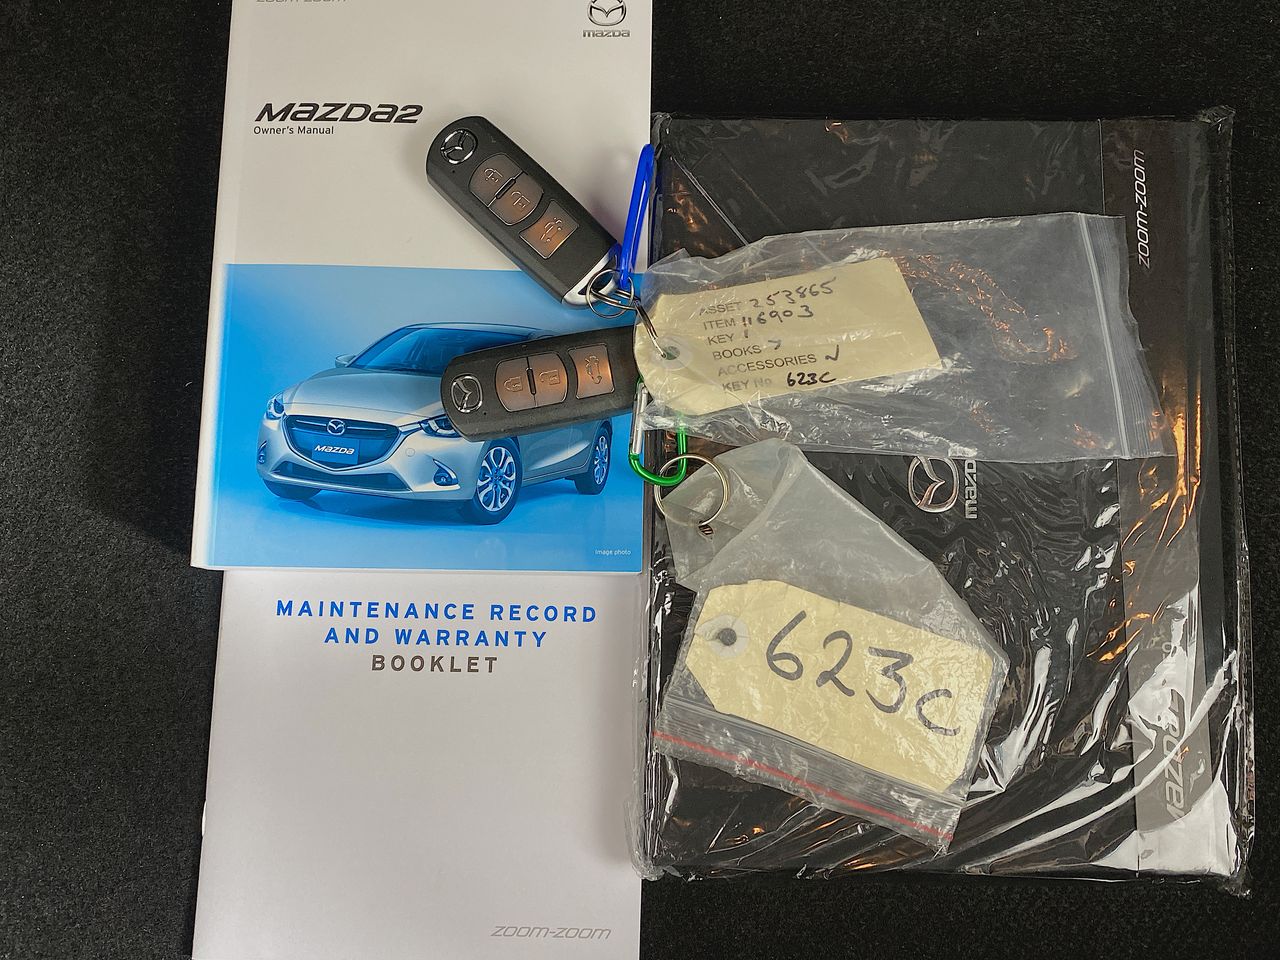 zoom-zoom
mazda
MAZDA2
Owner's Manual
MAZDA
Image photo
MAINTENANCE RECORD
AND WARRANTY
BOOKLET
zoom-zoom
ASSET 253865
ITEM 116903
KEY 1
BOOKS
ACCESSORIES N
KEY No 623C
623C
zoom-zoom
mazda